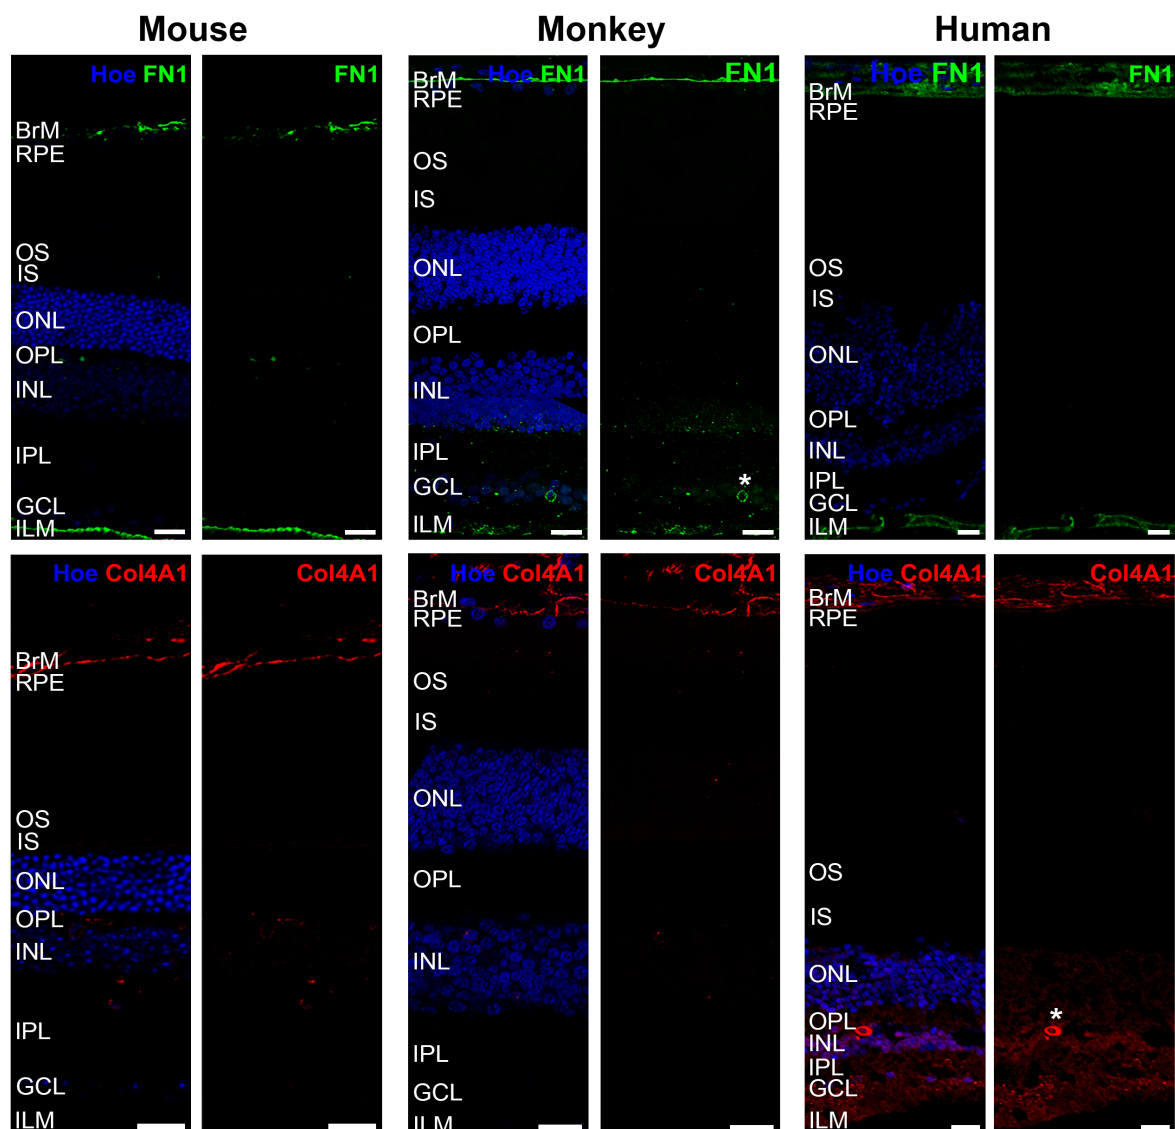 Mouse
Monkey
Human
Hoe FN1
FN1
BrM
RPE
OS
IS
ONL
OPL
INL
IPL
GCL
ILM
Hoe FN1
FN1
BrM
RPE
OS
IS
ONL
OPL
INL
IPL
GCL
ILM
*
Hoe FN1
FN1
BrM
RPE
OS
IS
ONL
OPL
INL
IPL
GCL
ILM
Hoe Col4A1
Col4A1
BrM
RPE
OS
IS
ONL
OPL
INL
IPL
GCL
ILM
Hoe Col4A1
Col4A1
BrM
RPE
OS
IS
ONL
OPL
INL
IPL
GCL
ILM
Hoe Col4A1
Col4A1
BrM
RPE
OS
IS
ONL
OPL
INL
IPL
GCL
ILM
*